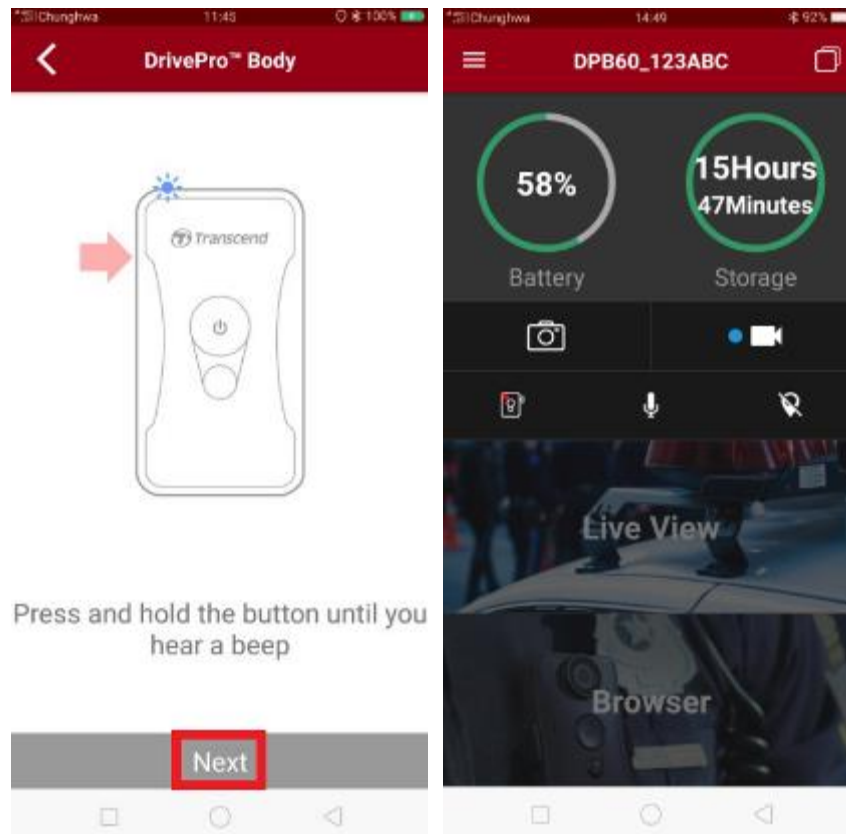 Chunghwa
11:45
100%
DrivePro™ Body
Transcend
Press and hold the button until you
hear a beep
Next
Chunghwa
14:49
92%
DPB60_123ABC
58%
15Hours
47Minutes
Battery
Storage
Live View
Browser